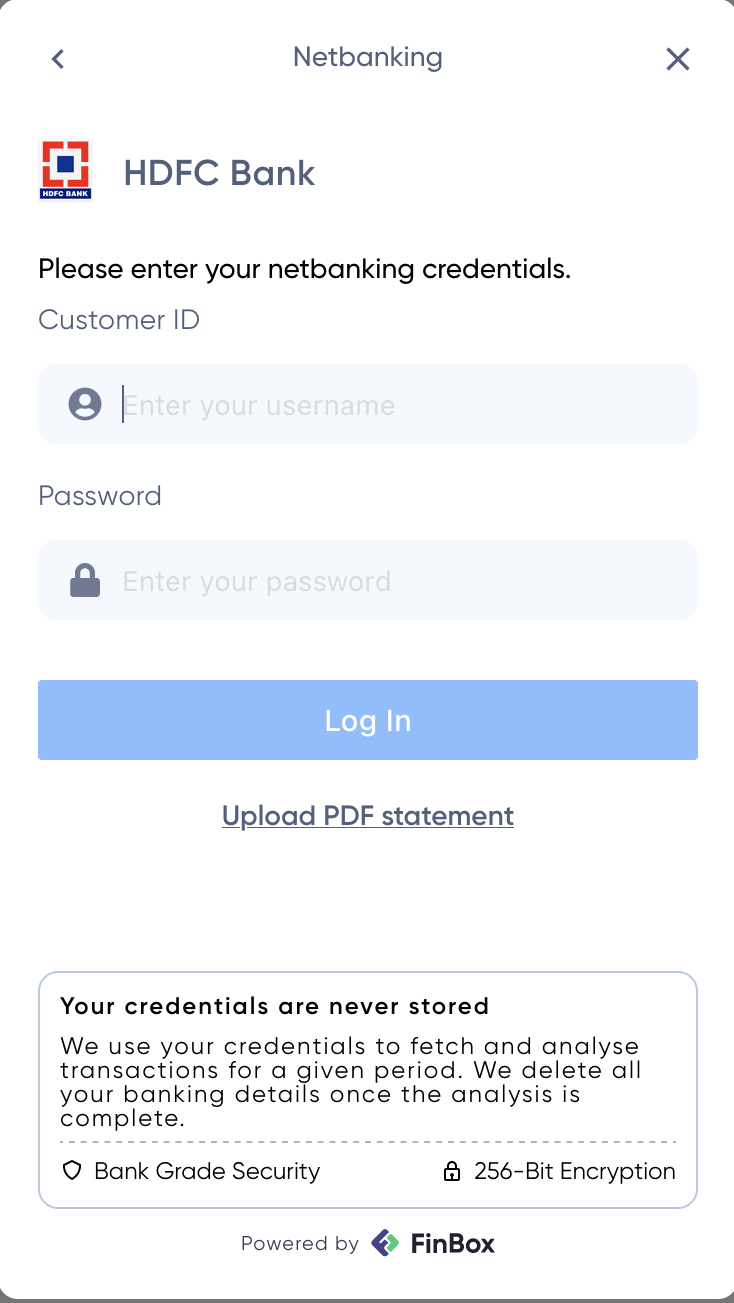 Netbanking
HDFC BANK
HDFC Bank
Please enter your netbanking credentials.
Customer ID
Enter your username
Password
Enter your password
Log In
Upload PDF statement
Your credentials are never stored
We use your credentials to fetch and analyse
transactions for a given period. We delete all
your banking details once the analysis is
complete.
Bank Grade Security 256-Bit Encryption
Powered by FinBox